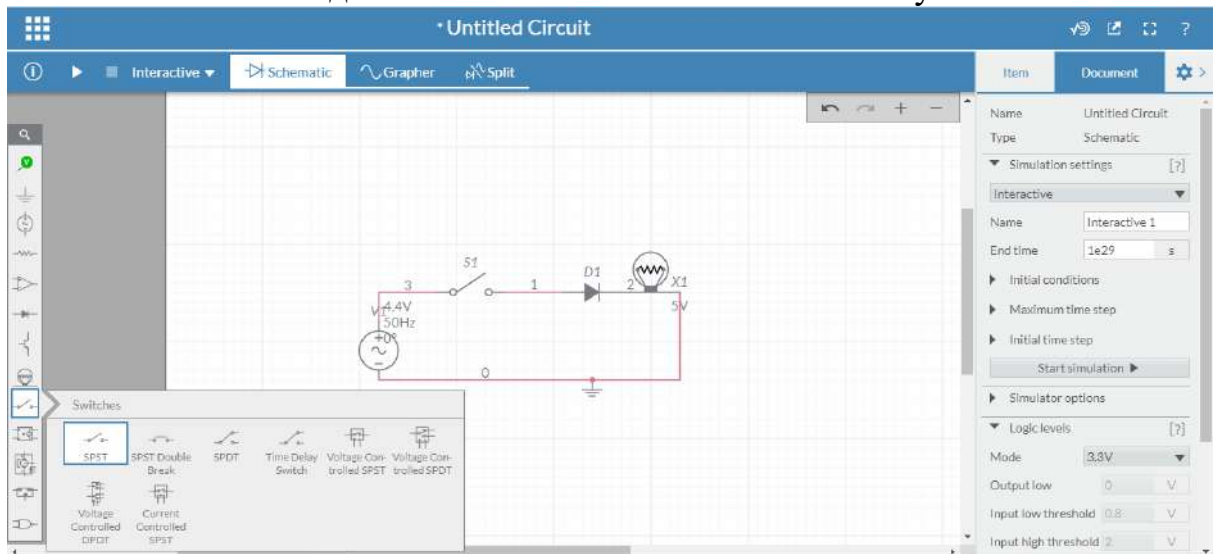 Untitled Circuit
Interactive
Schematic
Grapher
Split
Item
Document
Name Untitled Circuit
Type Schematic
Simulation settings [?]
Interactive
Name Interactive 1
End time 1e29 s
Initial conditions
Maximum time step
Initial time step
Start simulation
Simulator options
Logic levels [?]
Mode 3.3V
Output low 0 V
Input low threshold 0.8 V
Input high threshold 2 V
S1
3
1
D1
2
X1
5V
V1
4.4V
50Hz
+0°
0
Switches
SPST
SPST Double
Break
SPDT
Time Delay
Switch
Voltage Con-
trolled SPST
Voltage Con-
trolled SPDT
Voltage
Controlled
DPDT
Current
Controlled
SPST